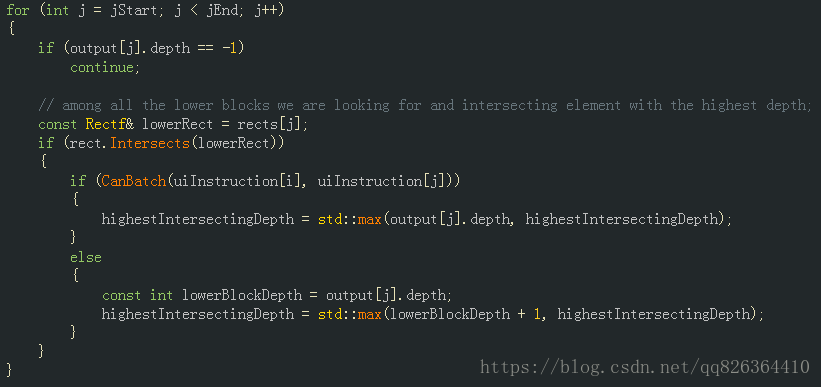 for (int j = jStart; j < jEnd; j++)
{
    if (output[j].depth == -1)
        continue;

    // among all the lower blocks we are looking for and intersecting element with the highest depth;
    const Rectf& lowerRect = rects[j];
    if (rect.Intersects(lowerRect))
    {
        if (CanBatch(uiInstruction[i], uiInstruction[j]))
        {
            highestIntersectingDepth = std::max(output[j].depth, highestIntersectingDepth);
        }
        else
        {
            const int lowerBlockDepth = output[j].depth;
            highestIntersectingDepth = std::max(lowerBlockDepth + 1, highestIntersectingDepth);
        }
    }
}
https://blog.csdn.net/qq826364410